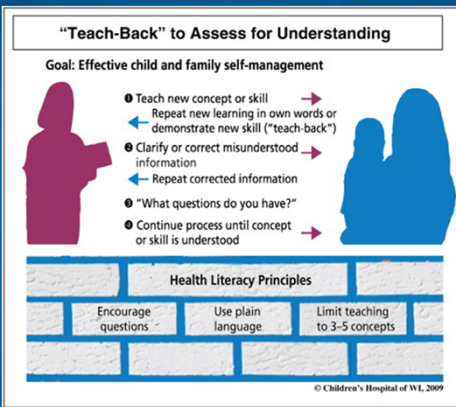 “Teach-Back” to Assess for Understanding
Goal: Effective child and family self-management
❶ Teach new concept or skill
Repeat new learning in own words or
demonstrate new skill (“teach-back”)
❷ Clarify or correct misunderstood
information
Repeat corrected information
❸ “What questions do you have?“
❹ Continue process until concept
or skill is understood
Health Literacy Principles
Encourage
questions
Use plain
language
Limit teaching
to 3–5 concepts
© Children's Hospital of WI, 2009